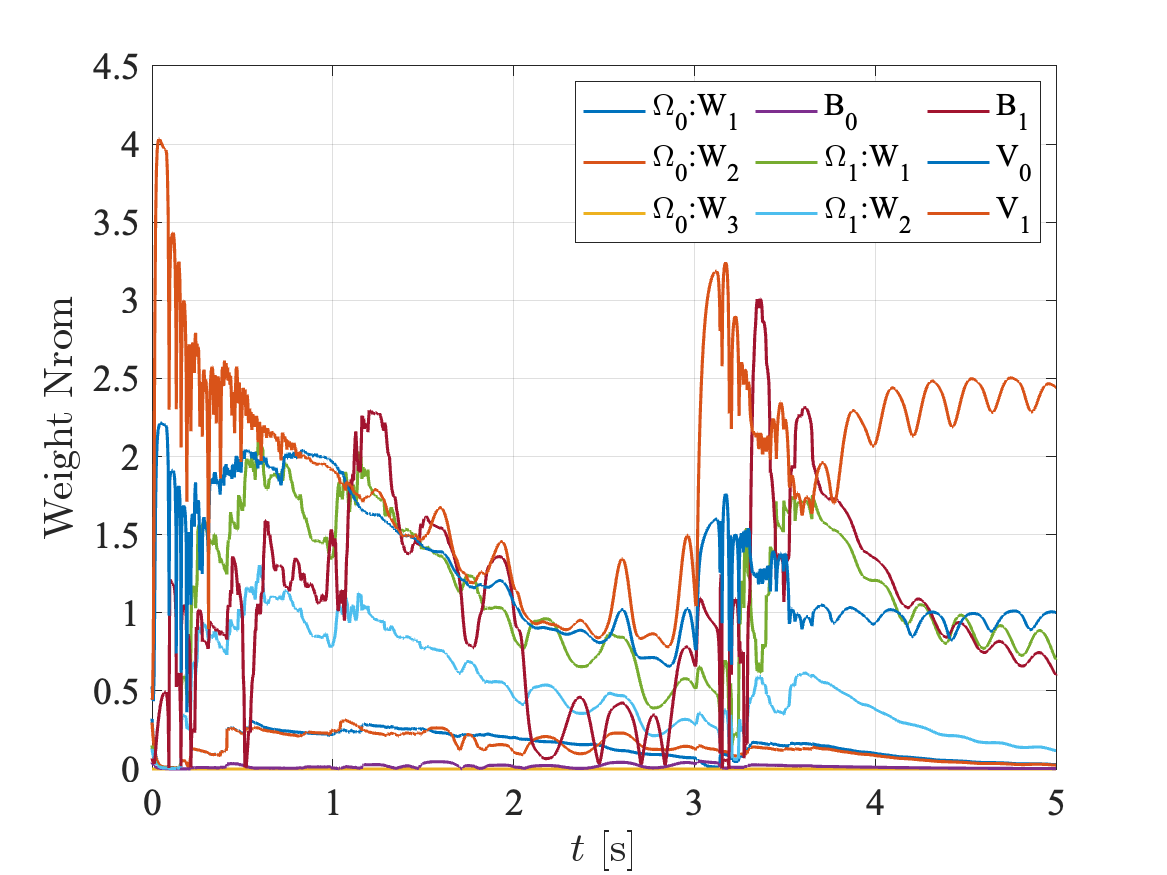 4.5
4
3.5
3
2.5
2
1.5
1
0.5
0
Weight Nrom
0 1 2 3 4 5
t [s]
Ω₀:W₁ B₀ B₁
Ω₀:W₂ Ω₁:W₁ V₀
Ω₀:W₃ Ω₁:W₂ V₁